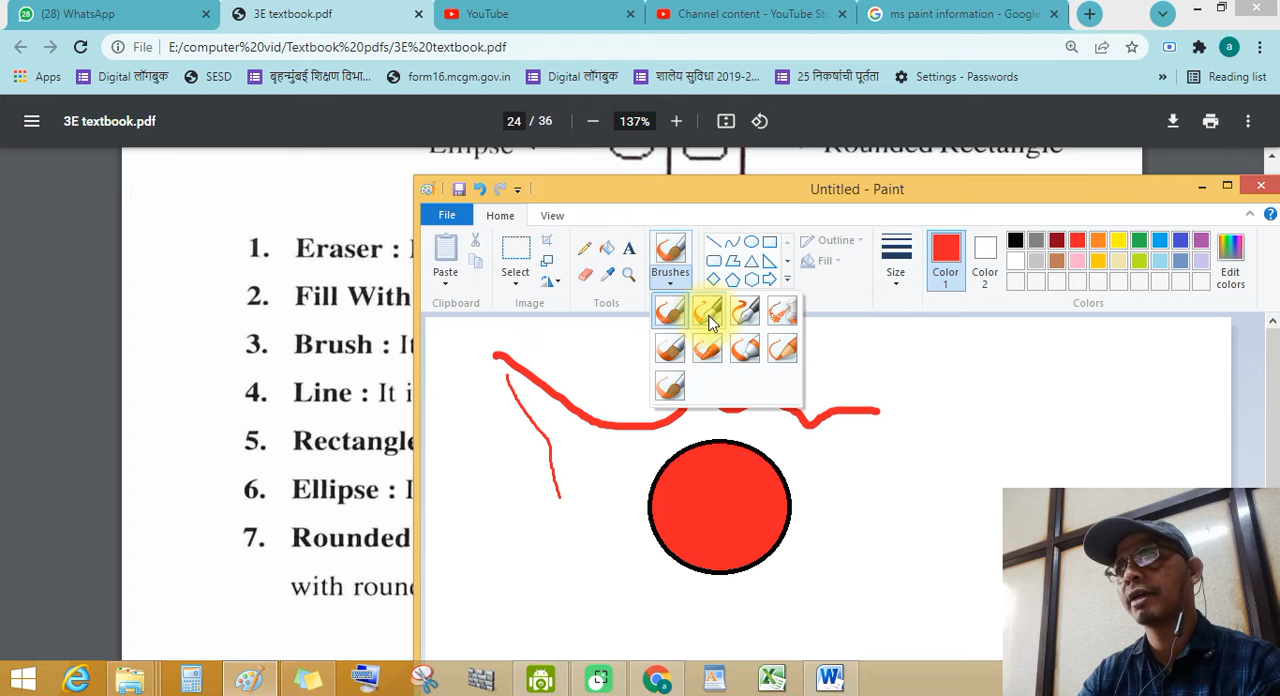 (28) WhatsApp
3E textbook.pdf
YouTube
Channel content - YouTube Stu
ms paint information - Google
File
E:/computer%20vid/Textbook%20pdfs/3E%20textbook.pdf
Apps
Digital लॉगबुक
SESD
बृहन्मुंबई शिक्षण विभा...
form16.mcgm.gov.in
Digital लॉगबुक
शालेय सुविधा 2019-2...
25 निकषांची पूर्तता
Settings - Passwords
»
Reading list
3E textbook.pdf
24 / 36
137%
Ellipse
Rounded Rectangle
Untitled - Paint
File
Home
View
Outline
Fill
Paste
Select
Brushes
Size
Color
1
Color
2
Edit
colors
Clipboard
Image
Tools
Colors
1. Eraser :
2. Fill With
3. Brush : It
4. Line : It i
5. Rectangle
6. Ellipse : I
7. Rounded
with round